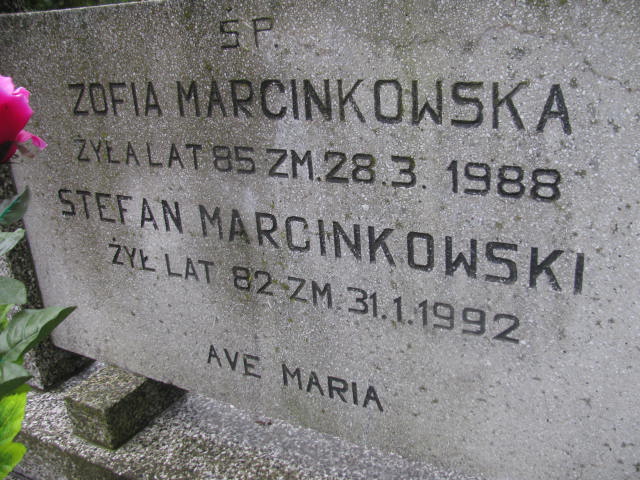 Ś.P.
ZOFIA MARCINKOWSKA
ŻYŁA LAT 85 ZM. 28.3. 1988
STEFAN MARCINKOWSKI
ŻYŁ LAT 82 ZM. 31.1.1992
AVE MARIA